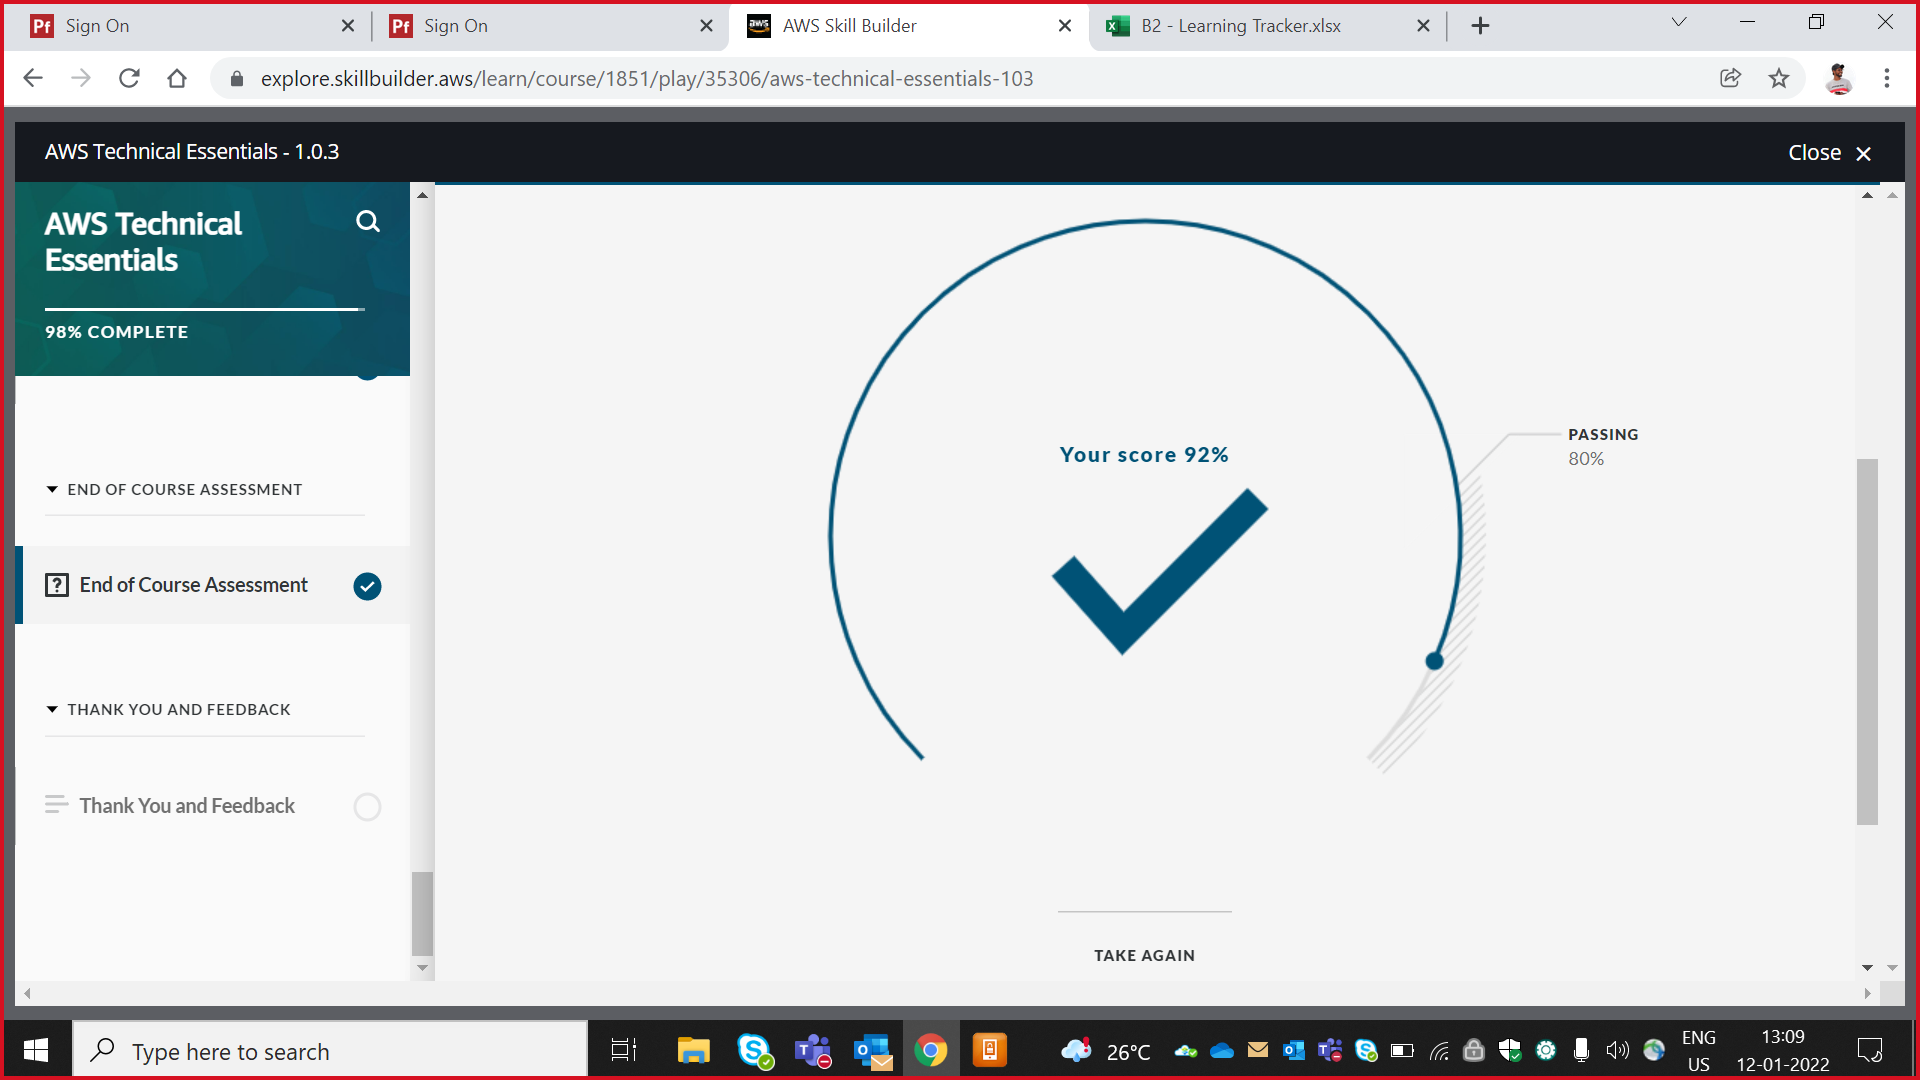 Pf Sign On
Pf Sign On
aws AWS Skill Builder
B2 - Learning Tracker.xlsx
explore.skillbuilder.aws/learn/course/1851/play/35306/aws-technical-essentials-103
AWS Technical Essentials - 1.0.3
Close
AWS Technical
Essentials
98% COMPLETE
END OF COURSE ASSESSMENT
End of Course Assessment
THANK YOU AND FEEDBACK
Thank You and Feedback
Your score 92%
PASSING
80%
TAKE AGAIN
Type here to search
26°C
ENG
US
13:09
12-01-2022